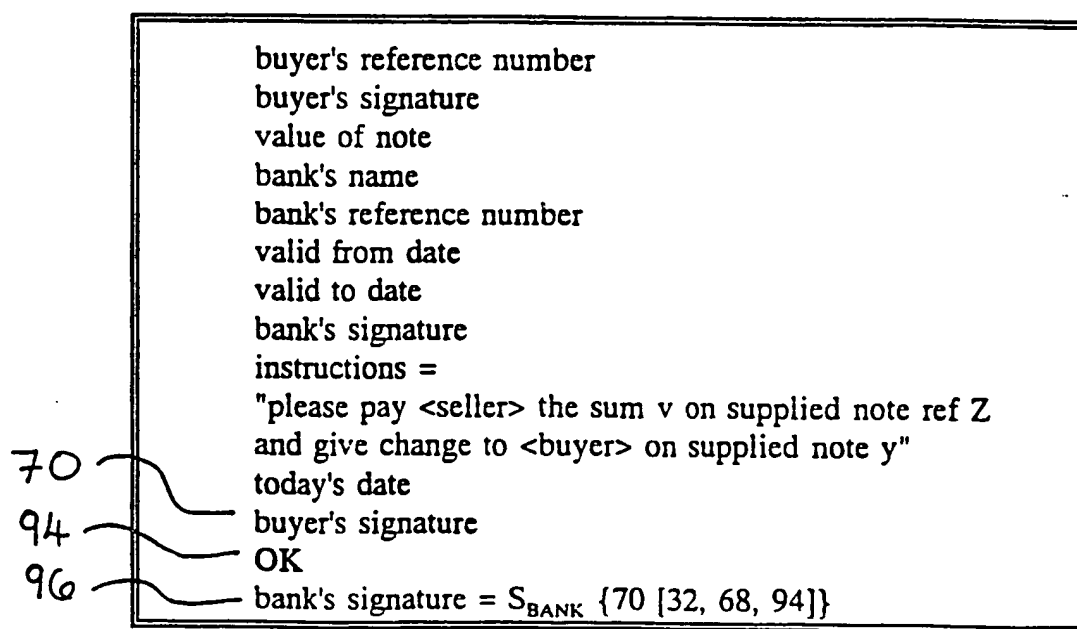 buyer's reference number
buyer's signature
value of note
bank's name
bank's reference number
valid from date
valid to date
bank's signature
instructions =
"please pay <seller> the sum v on supplied note ref Z
and give change to <buyer> on supplied note y"
today's date
70 buyer's signature
94 OK
96 bank's signature = S_BANK {70 [32, 68, 94]}